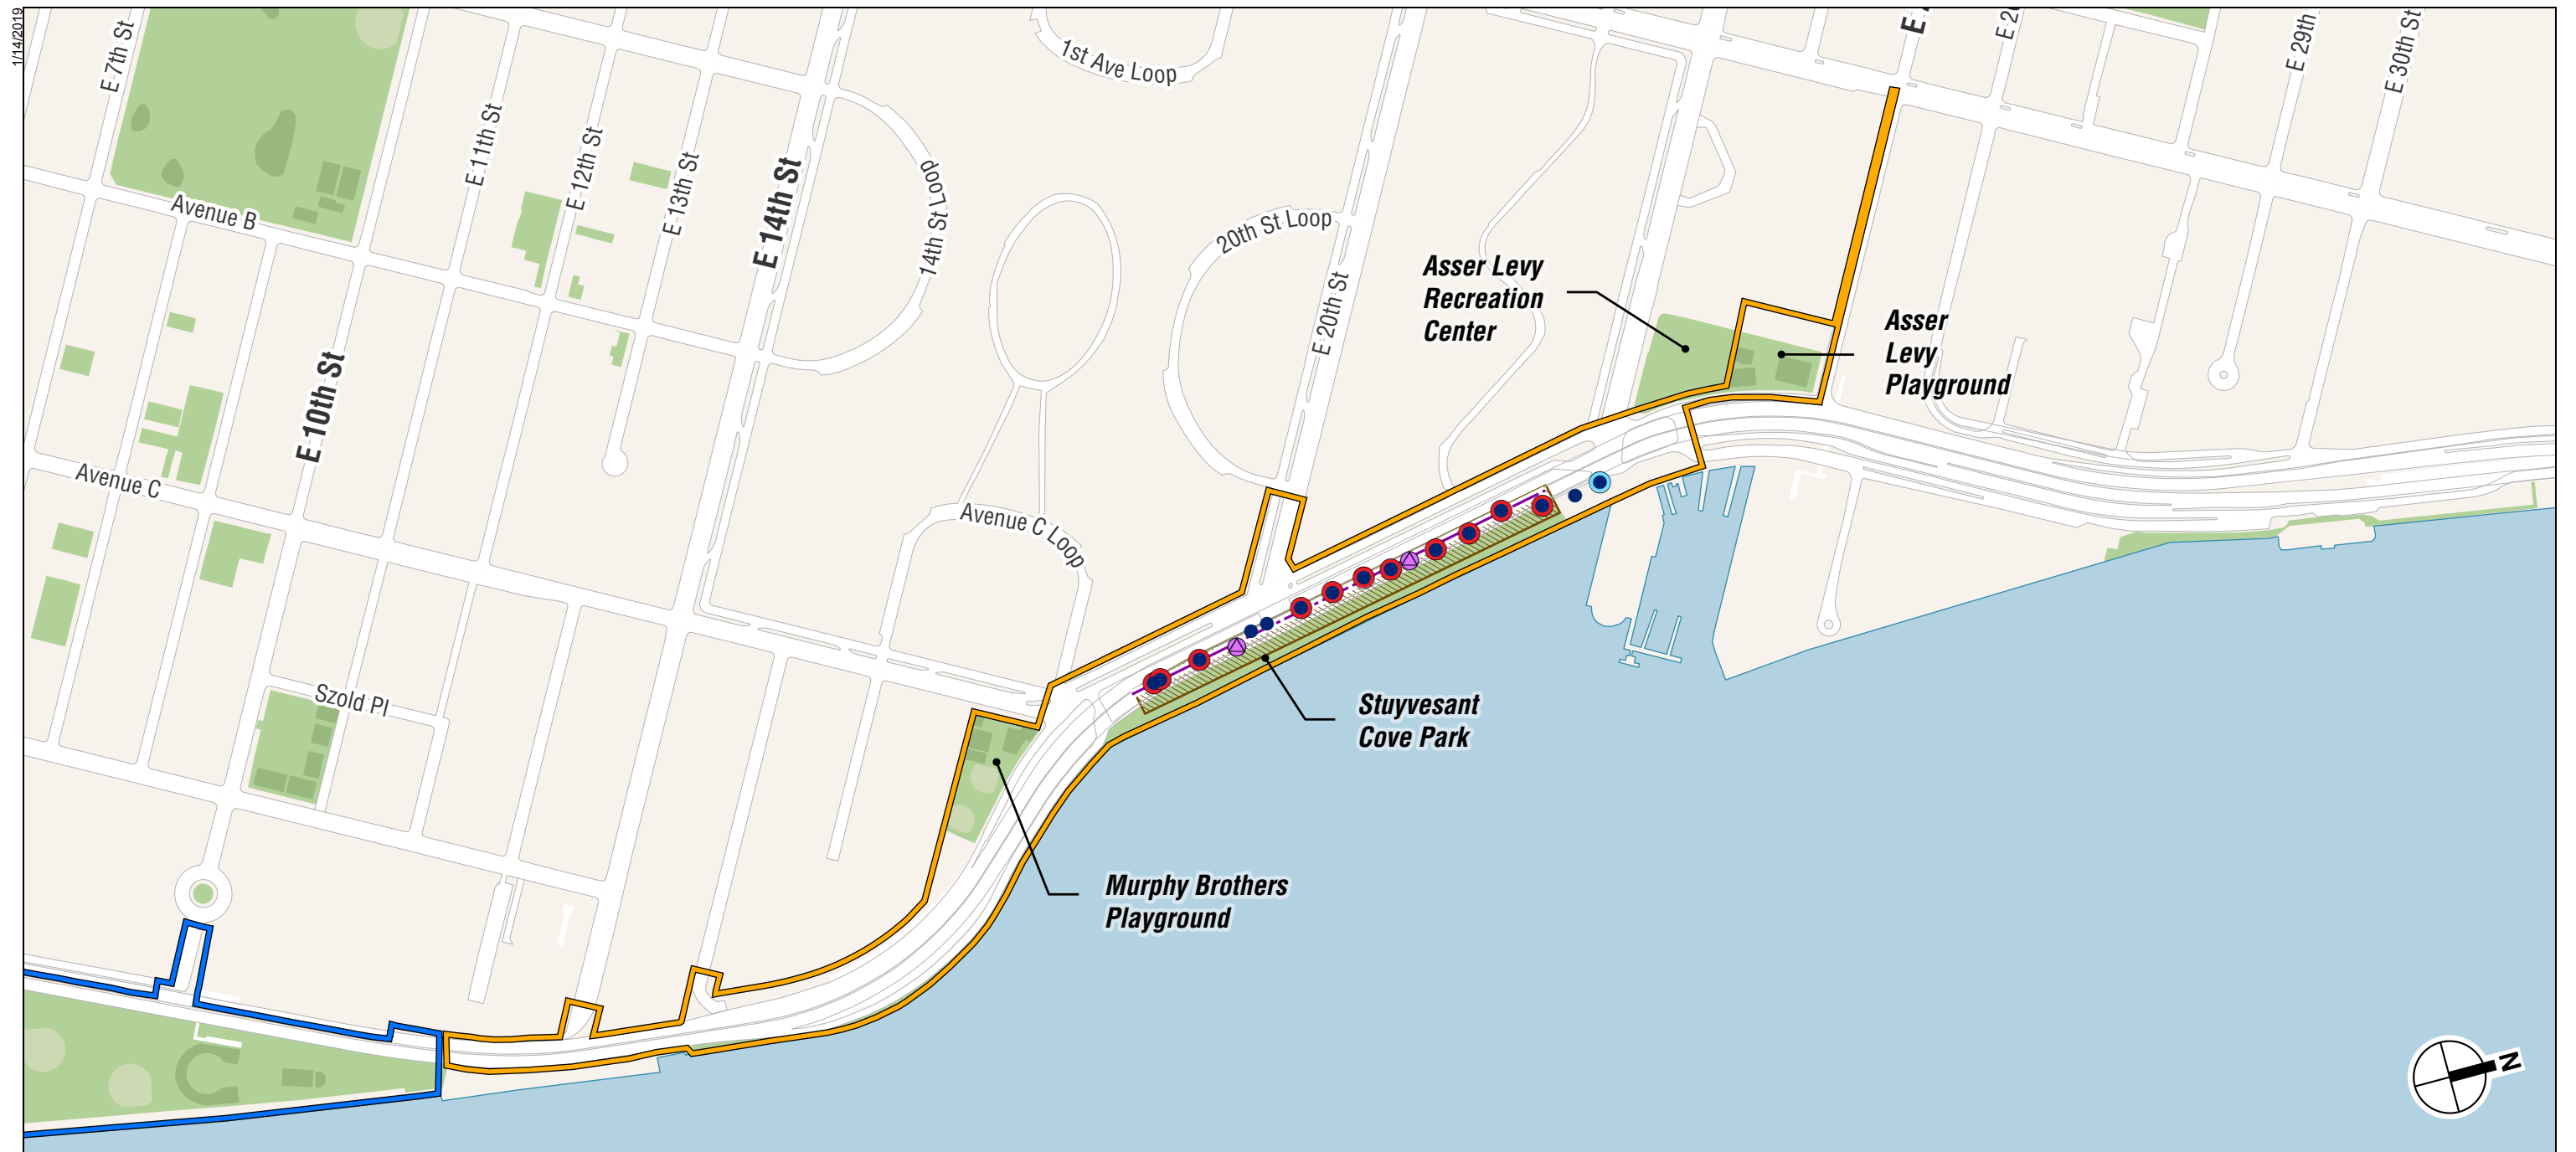 1/14/2019
E 7th St
1st Ave Loop
E 29th
E 30th St
E 11th St
E 12th St
E 13th St
E 14th St
14th St Loop
Avenue B
20th St Loop
E 20th St
Asser Levy
Recreation
Center
Asser
Levy
Playground
E 10th St
Avenue C
Avenue C Loop
Szold Pl
Stuyvesant
Cove Park
Murphy Brothers
Playground
N